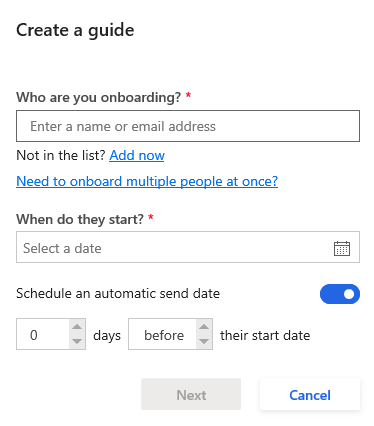 Create a guide
Who are you onboarding? *
Enter a name or email address
Not in the list? Add now
Need to onboard multiple people at once?
When do they start? *
Select a date
Schedule an automatic send date
0 days before their start date
Next Cancel